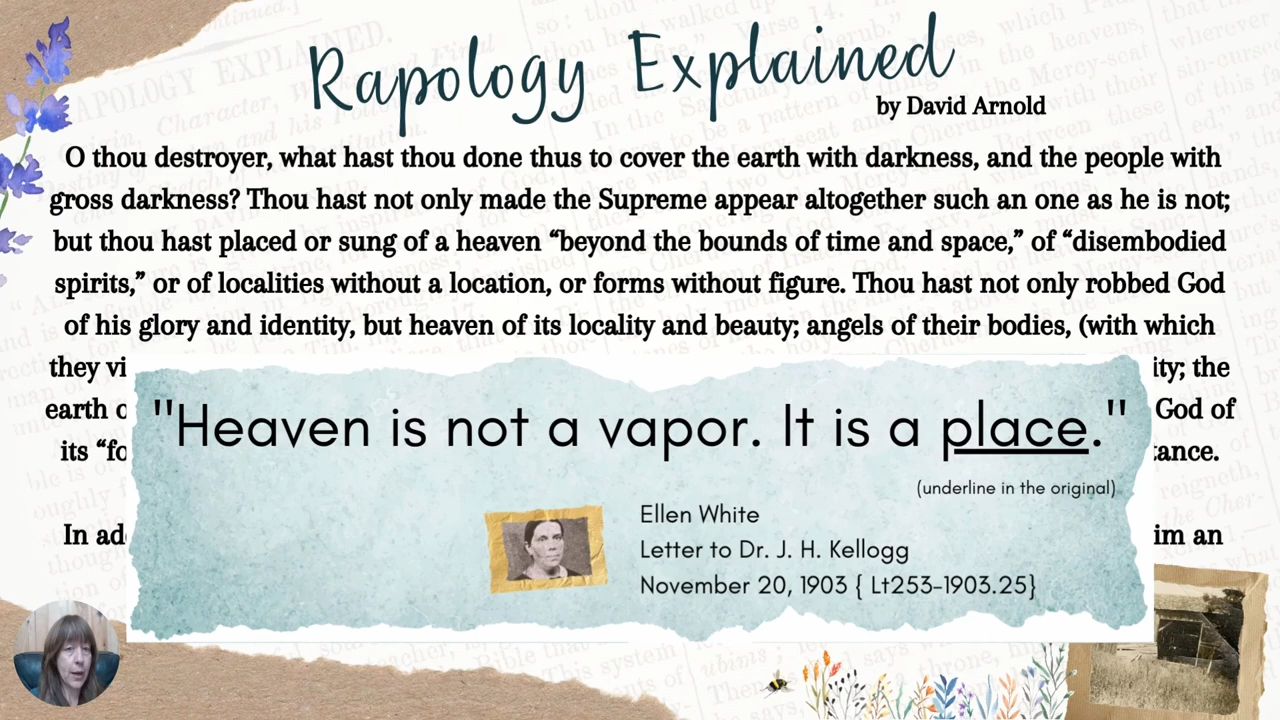 Rapology Explained
by David Arnold
O thou destroyer, what hast thou done thus to cover the earth with darkness, and the people with
gross darkness? Thou hast not only made the Supreme appear altogether such an one as he is not;
but thou hast placed or sung of a heaven “beyond the bounds of time and space,” of “disembodied
spirits,” or of localities without a location, or forms without figure. Thou hast not only robbed God
of his glory and identity, but heaven of its locality and beauty; angels of their bodies, (with which
they vi ity; the
earth o God of
its “fo tance.
In ad im an
"Heaven is not a vapor. It is a place."
(underline in the original)
Ellen White
Letter to Dr. J. H. Kellogg
November 20, 1903 { Lt253-1903.25}